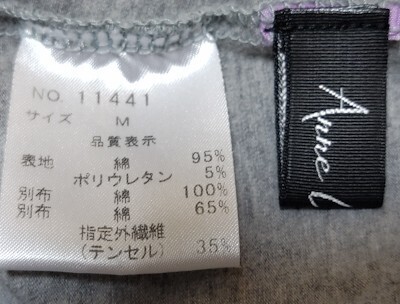 NO. 11441
サイズ M
品質表示
表地 綿 95%
ポリウレタン 5%
別布 綿 100%
別布 綿 65%
指定外繊維
(テンセル) 35%
Anne